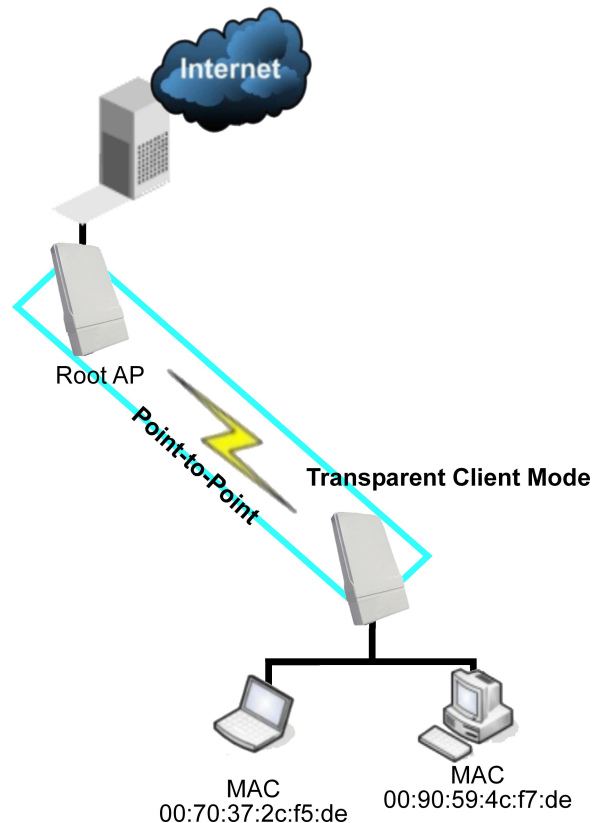 Internet
Root AP
Point-to-Point
Transparent Client Mode
MAC
00:70:37:2c:f5:de
MAC
00:90:59:4c:f7:de